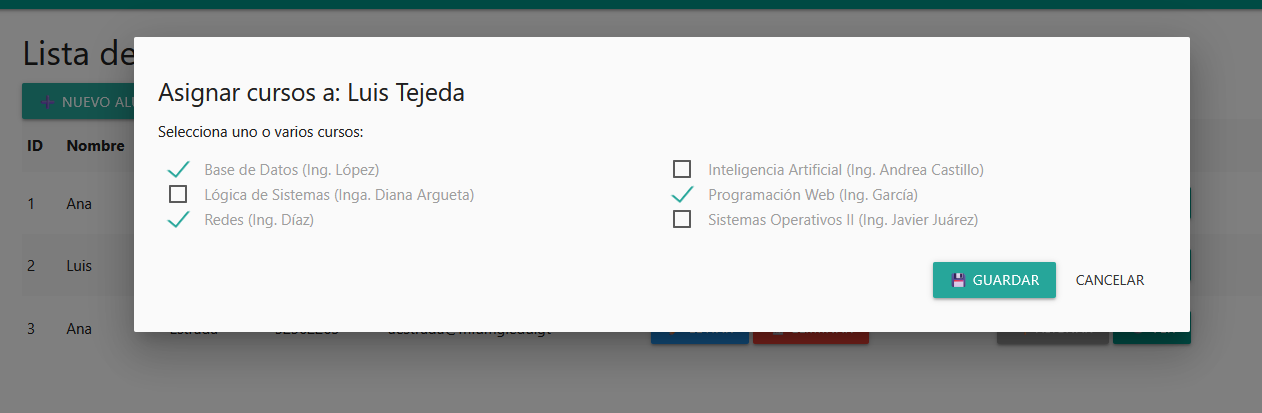 Lista de
NUEVO ALU
Asignar cursos a: Luis Tejeda
Selecciona uno o varios cursos:
Base de Datos (Ing. López)
Inteligencia Artificial (Ing. Andrea Castillo)
Lógica de Sistemas (Inga. Diana Argueta)
Programación Web (Ing. García)
Redes (Ing. Díaz)
Sistemas Operativos II (Ing. Javier Juárez)
GUARDAR CANCELAR
ID Nombre
1 Ana
2 Luis
3 Ana